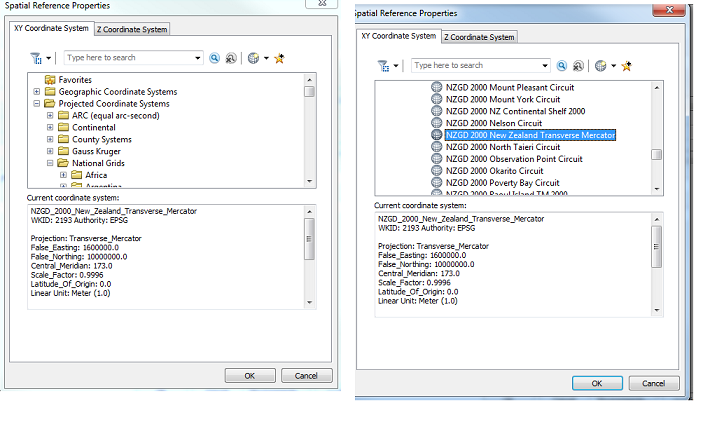 Spatial Reference Properties
XY Coordinate System
Z Coordinate System
Type here to search
Favorites
Geographic Coordinate Systems
Projected Coordinate Systems
ARC (equal arc-second)
Continental
County Systems
Gauss Kruger
National Grids
Africa
Argentina
Current coordinate system:
NZGD_2000_New_Zealand_Transverse_Mercator
WKID: 2193 Authority: EPSG
Projection: Transverse_Mercator
False_Easting: 1600000.0
False_Northing: 10000000.0
Central_Meridian: 173.0
Scale_Factor: 0.9996
Latitude_Of_Origin: 0.0
Linear Unit: Meter (1.0)
OK
Cancel
Spatial Reference Properties
XY Coordinate System
Z Coordinate System
Type here to search
NZGD 2000 Mount Pleasant Circuit
NZGD 2000 Mount York Circuit
NZGD 2000 NZ Continental Shelf 2000
NZGD 2000 Nelson Circuit
NZGD 2000 New Zealand Transverse Mercator
NZGD 2000 North Taieri Circuit
NZGD 2000 Observation Point Circuit
NZGD 2000 Okarito Circuit
NZGD 2000 Poverty Bay Circuit
NZGD 2000 Raoul Island TM 2000
Current coordinate system:
NZGD_2000_New_Zealand_Transverse_Mercator
WKID: 2193 Authority: EPSG
Projection: Transverse_Mercator
False_Easting: 1600000.0
False_Northing: 10000000.0
Central_Meridian: 173.0
Scale_Factor: 0.9996
Latitude_Of_Origin: 0.0
Linear Unit: Meter (1.0)
OK
Cancel